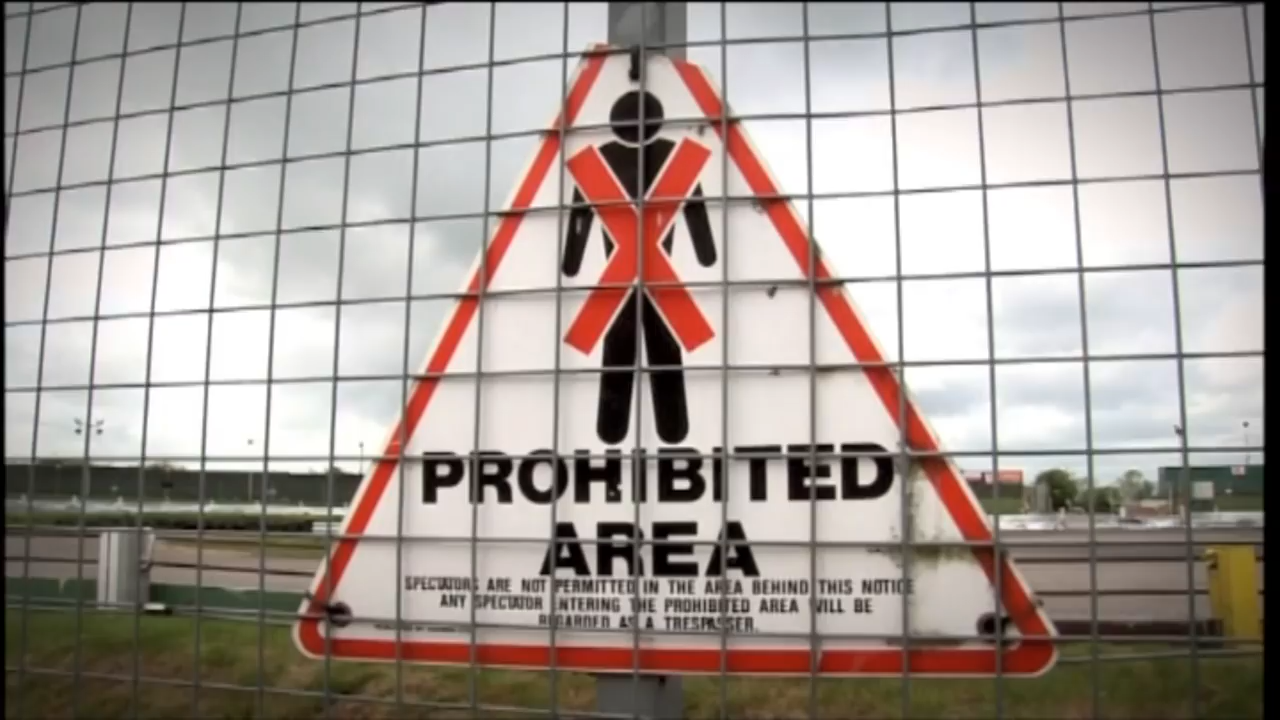 PROHIBITED
AREA
SPECTATORS ARE NOT PERMITTED IN THE AREA BEHIND THIS NOTICE
ANY SPECTATOR ENTERING THE PROHIBITED AREA WILL BE
REGARDED AS A TRESPASSER.